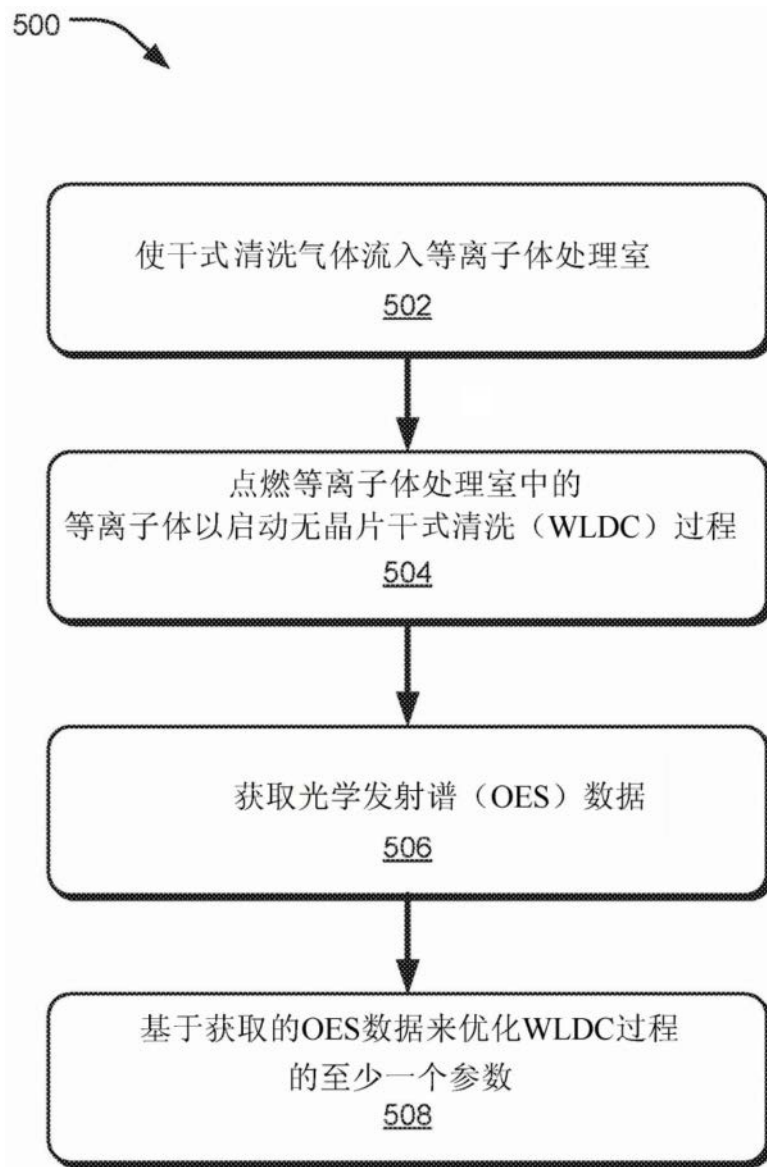 500
使干式清洗气体流入等离子体处理室
502
点燃等离子体处理室中的
等离子体以启动无晶片干式清洗（WLDC）过程
504
获取光学发射谱（OES）数据
506
基于获取的OES数据来优化WLDC过程
的至少一个参数
508